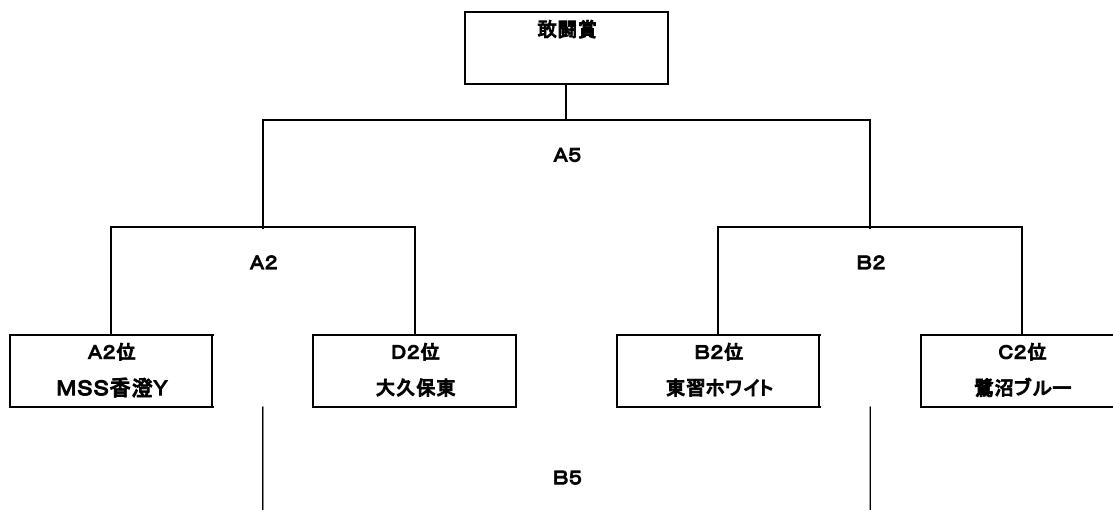 敢闘賞
A5
A2
B2
A2位
MSS香澄Y
D2位
大久保東
B2位
東習ホワイト
C2位
鷺沼ブルー
B5